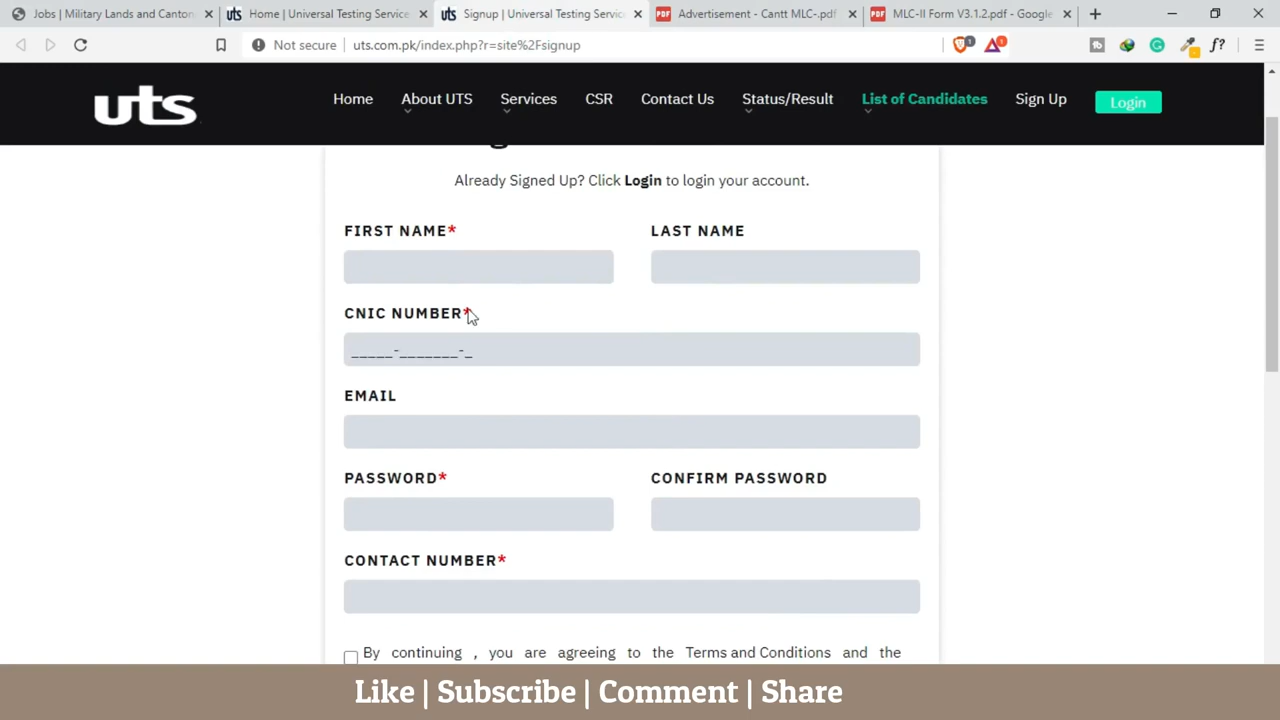 Jobs | Military Lands and Canton
Home | Universal Testing Service
Signup | Universal Testing Servic
Advertisement - Cantt MLC-.pdf
MLC-II Form V3.1.2.pdf - Google
Not secure | uts.com.pk/index.php?r=site%2Fsignup
1
1
f?
uts
Home
About UTS
Services
CSR
Contact Us
Status/Result
List of Candidates
Sign Up
Login
Already Signed Up? Click Login to login your account.
FIRST NAME*
LAST NAME
CNIC NUMBER*
_____-_______-_
EMAIL
PASSWORD*
CONFIRM PASSWORD
CONTACT NUMBER*
By continuing , you are agreeing to the Terms and Conditions and the
Like | Subscribe | Comment | Share